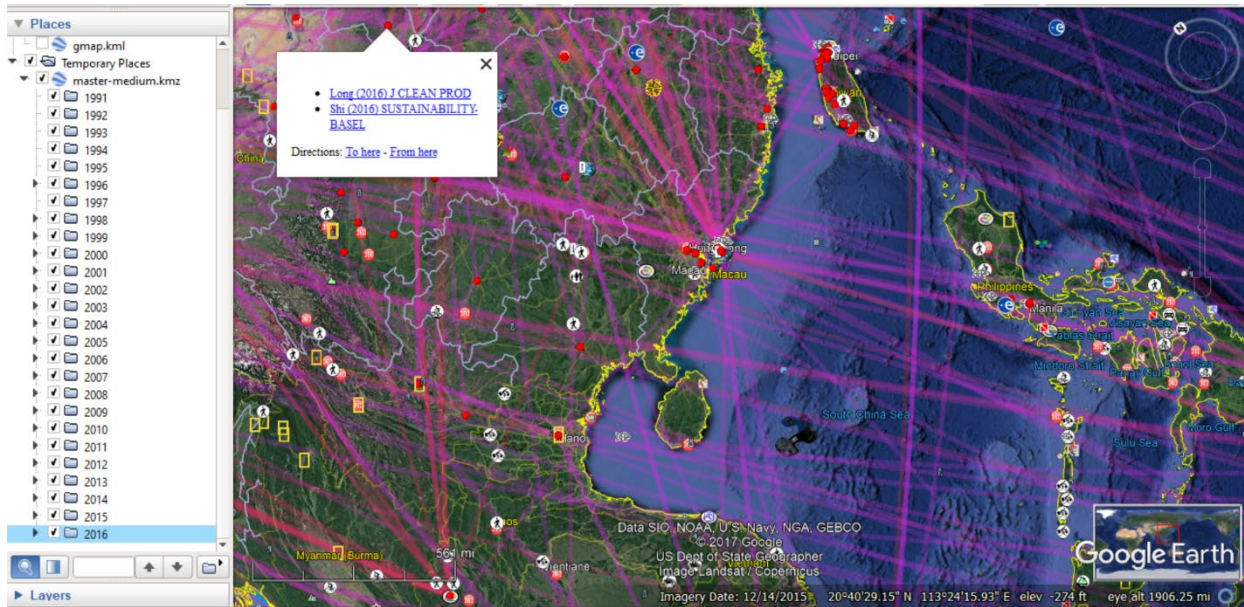 Places
gmap.kml
Temporary Places
master-medium.kmz
1991
1992
1993
1994
1995
1996
1997
1998
1999
2000
2001
2002
2003
2004
2005
2006
2007
2008
2009
2010
2011
2012
2013
2014
2015
2016
Layers
Long (2016) J CLEAN PROD
Shi (2016) SUSTAINABILITY-
BASEL
Directions: To here - From here
China
Macau
Macau
Philippines
Manila
South China Sea
Sulu Sea
Moro Gulf
Myanmar (Burma)
561 mi
Vietnam
Data SIO, NOAA, U.S. Navy, NGA, GEBCO
© 2017 Google
US Dept of State Geographer
Image Landsat / Copernicus
Google Earth
Imagery Date: 12/14/2015 20°40'29.15" N 113°24'15.93" E elev -274 ft eye alt 1906.25 mi